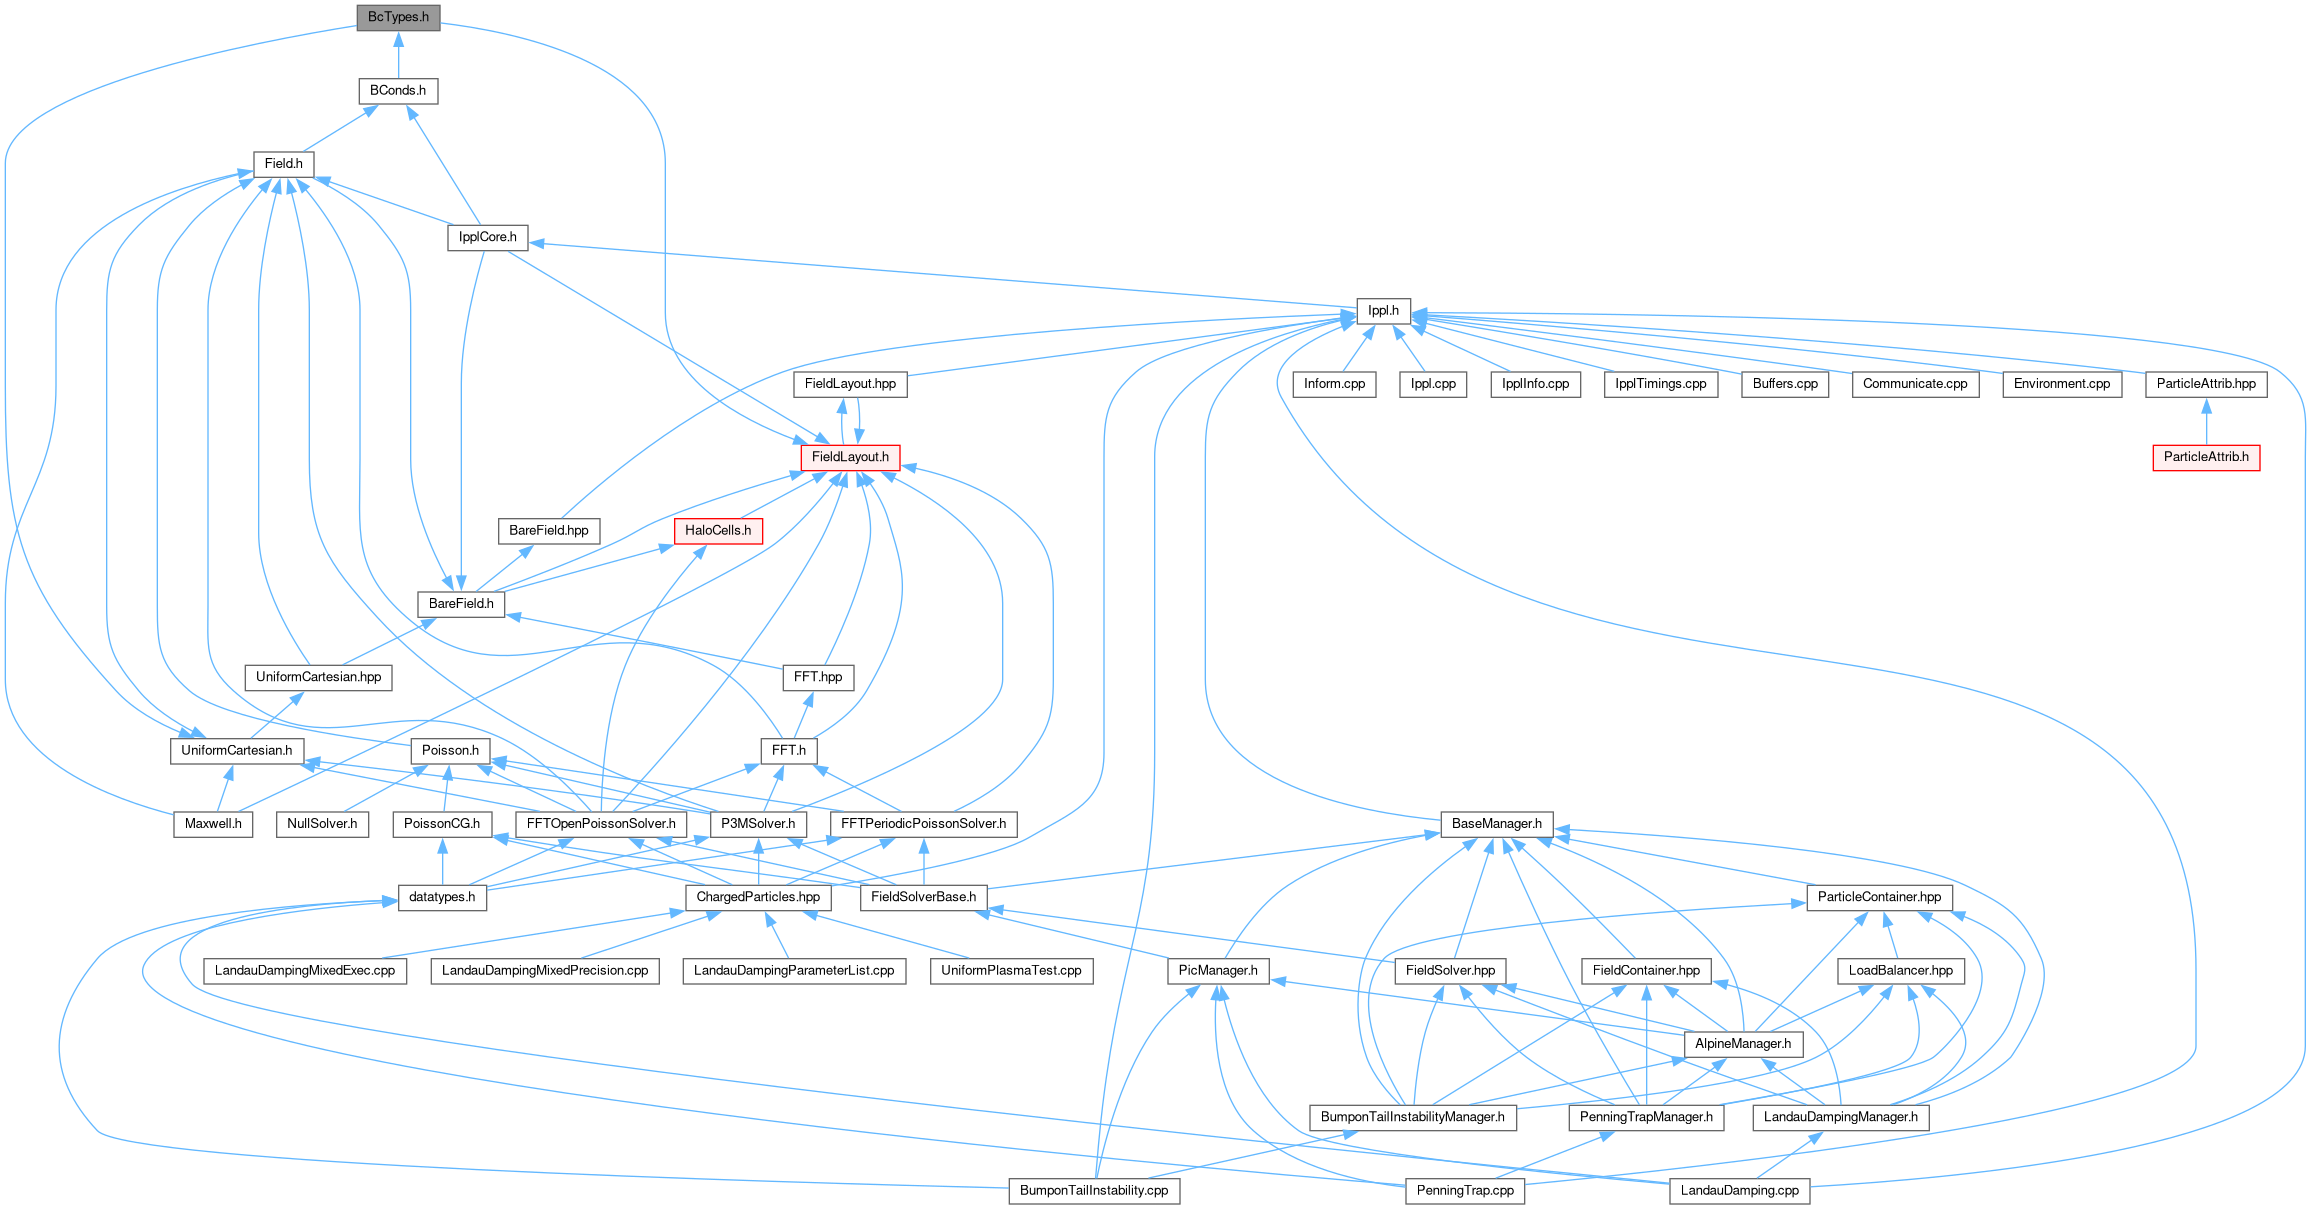 BcTypes.h
BConds.h
Field.h
IpplCore.h
Ippl.h
FieldLayout.hpp
Inform.cpp
Ippl.cpp
IpplInfo.cpp
IpplTimings.cpp
Buffers.cpp
Communicate.cpp
Environment.cpp
ParticleAttrib.hpp
FieldLayout.h
ParticleAttrib.h
BareField.hpp
HaloCells.h
BareField.h
UniformCartesian.hpp
FFT.hpp
UniformCartesian.h
Poisson.h
FFT.h
Maxwell.h
NullSolver.h
PoissonCG.h
FFTOpenPoissonSolver.h
P3MSolver.h
FFTPeriodicPoissonSolver.h
BaseManager.h
datatypes.h
ChargedParticles.hpp
FieldSolverBase.h
ParticleContainer.hpp
LandauDampingMixedExec.cpp
LandauDampingMixedPrecision.cpp
LandauDampingParameterList.cpp
UniformPlasmaTest.cpp
PicManager.h
FieldSolver.hpp
FieldContainer.hpp
LoadBalancer.hpp
AlpineManager.h
BumponTailInstabilityManager.h
PenningTrapManager.h
LandauDampingManager.h
BumponTailInstability.cpp
PenningTrap.cpp
LandauDamping.cpp